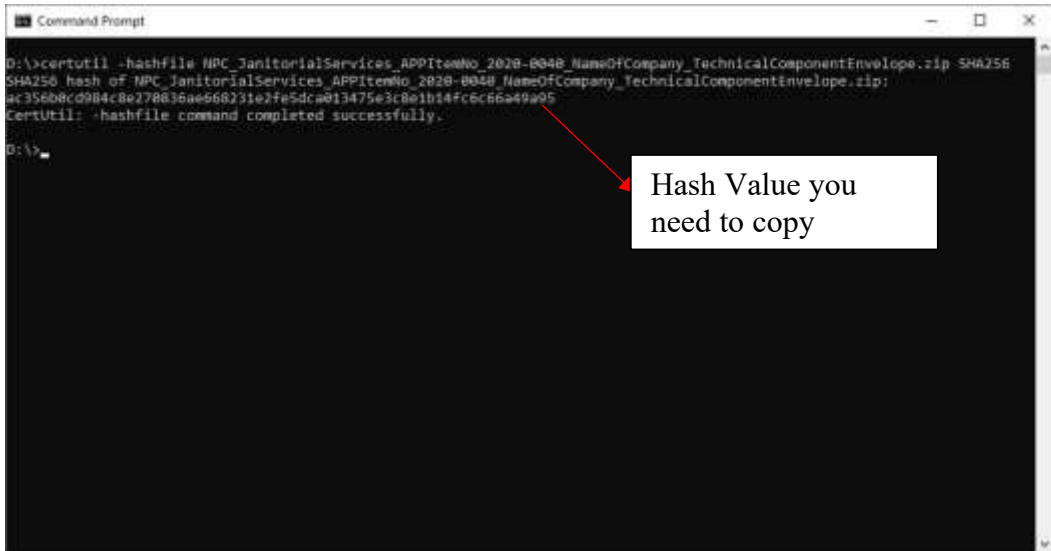 Command Prompt
D:\>certutil -hashfile NPC_JanitorialServices_APPItemNo_2020-0040_NameOfCompany_TechnicalComponentEnvelope.zip SHA256
SHA256 hash of NPC_JanitorialServices_APPItemNo_2020-0040_NameOfCompany_TechnicalComponentEnvelope.zip:
CertUtil: -hashfile command completed successfully.
D:\>
Hash Value you
need to copy